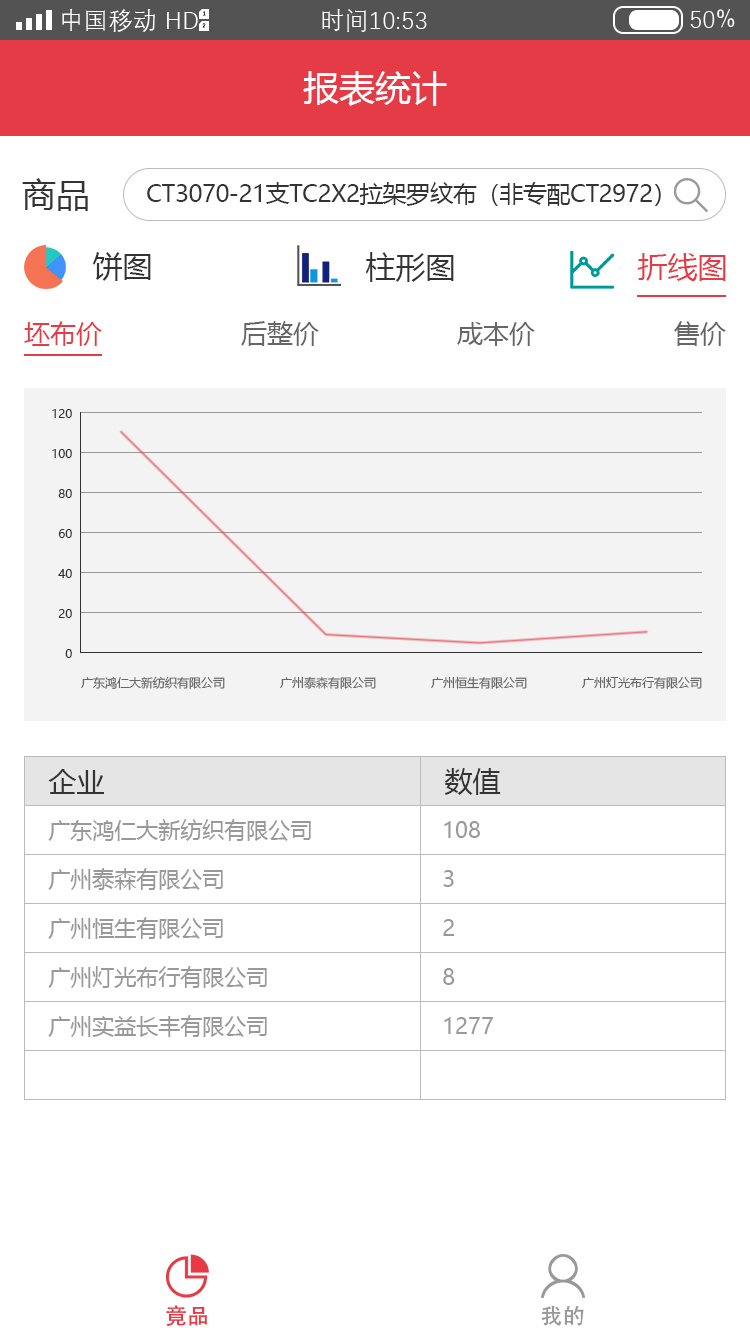 中国移动 HD 时间10:53 50%
报表统计
商品 CT3070-21支TC2X2拉架罗纹布（非专配CT2972）
饼图 柱形图 折线图
坯布价 后整价 成本价 售价
120
100
80
60
40
20
0
广东鸿仁大新纺织有限公司 广州泰森有限公司 广州恒生有限公司 广州灯光布行有限公司
企业 数值
广东鸿仁大新纺织有限公司 108
广州泰森有限公司 3
广州恒生有限公司 2
广州灯光布行有限公司 8
广州实益长丰有限公司 1277
竟品 我的